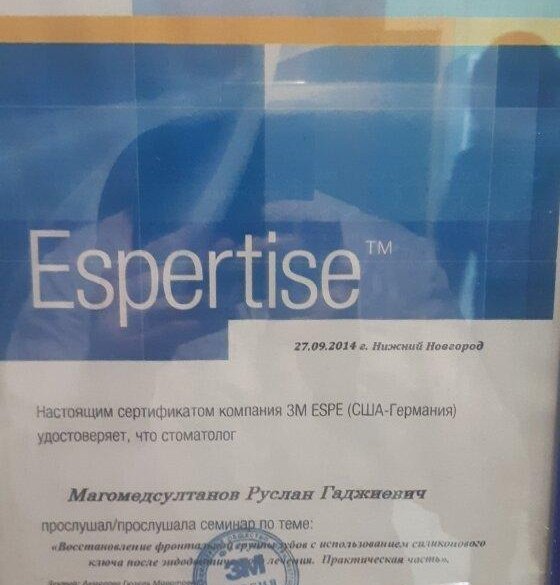 Espertise™
27.09.2014 г. Нижний Новгород
Настоящим сертификатом компания 3М ESPE (США-Германия)
удостоверяет, что стоматолог
Магомедсултанов Руслан Гаджиевич
прослушал/прослушала семинар по теме:
«Восстановление фронтальной группы зубов с использованием силиконового
ключа после лечения. Практическая часть».
3M